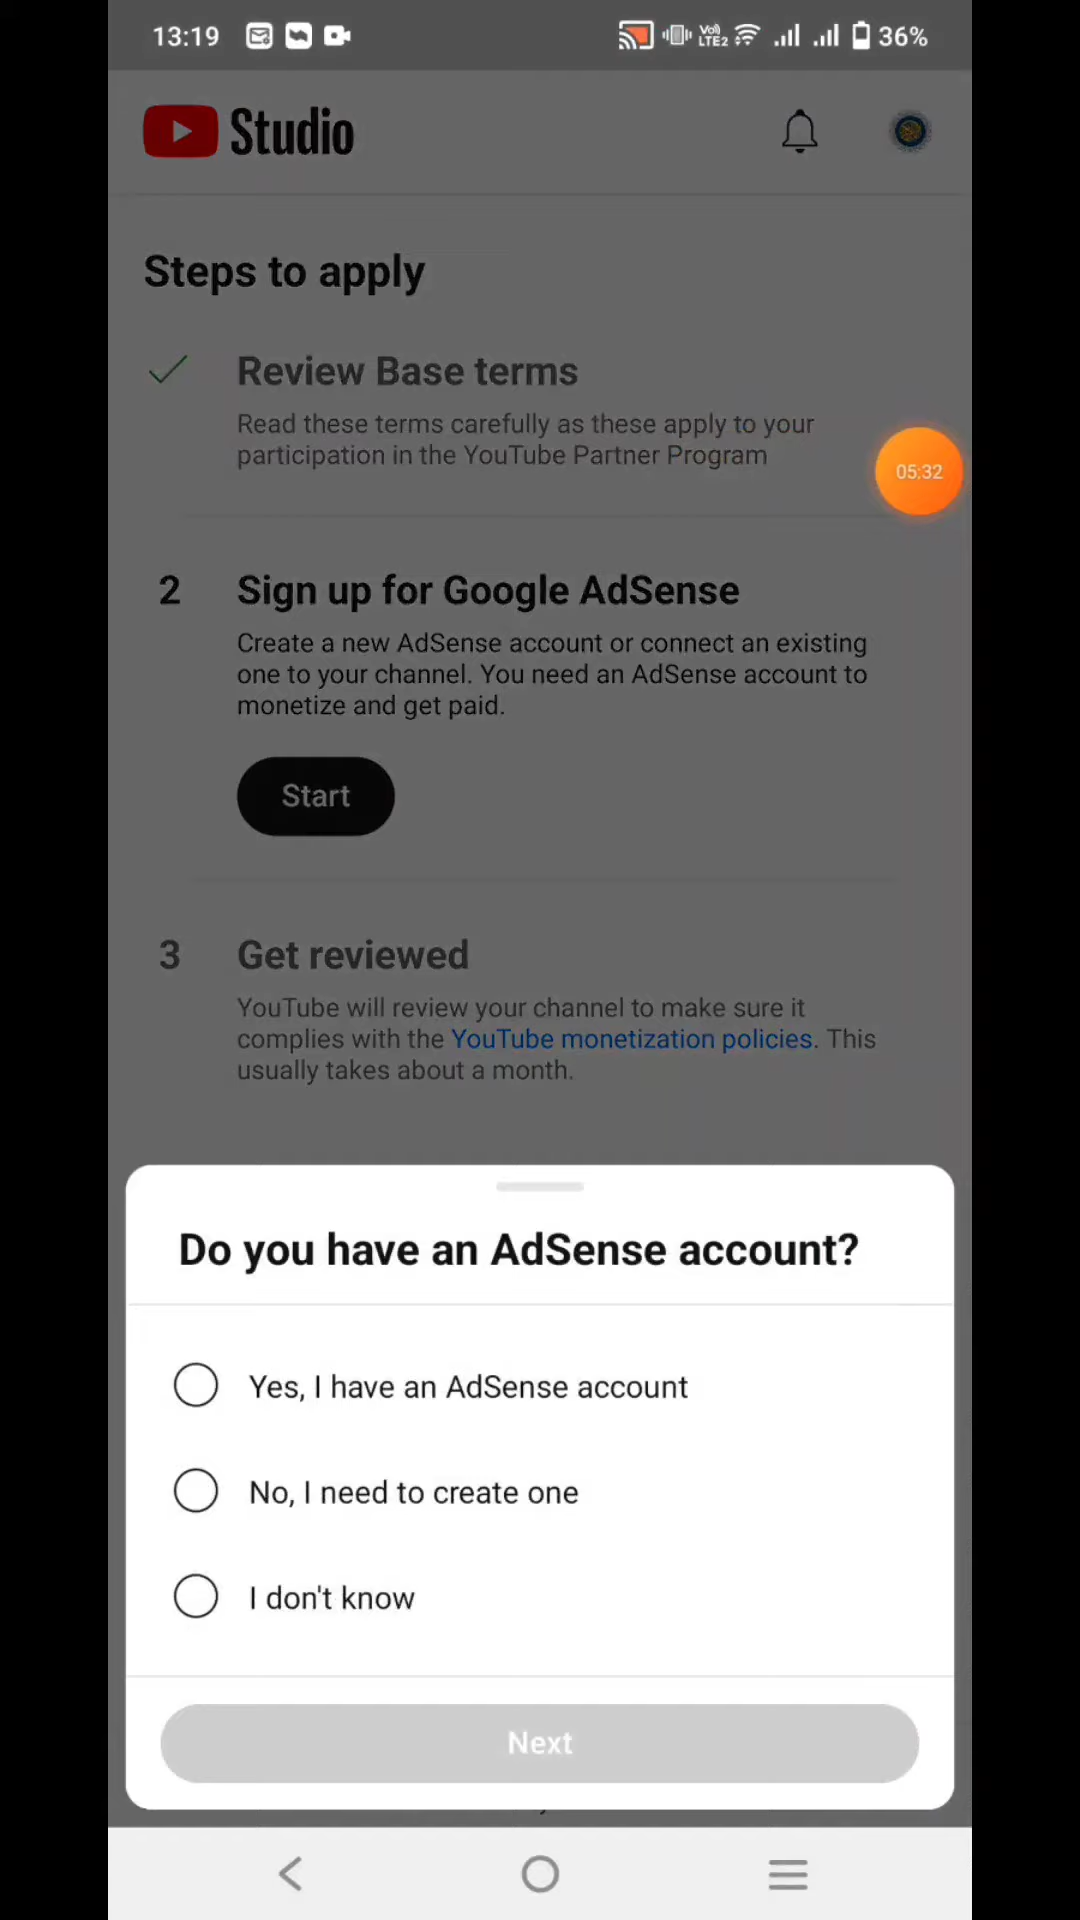 13:19
Vo) LTE2
36%
Studio
Steps to apply
Review Base terms
Read these terms carefully as these apply to your
participation in the YouTube Partner Program
05:32
2 Sign up for Google AdSense
Create a new AdSense account or connect an existing
one to your channel. You need an AdSense account to
monetize and get paid.
Start
3 Get reviewed
YouTube will review your channel to make sure it
complies with the YouTube monetization policies. This
usually takes about a month.
Do you have an AdSense account?
Yes, I have an AdSense account
No, I need to create one
I don't know
Next